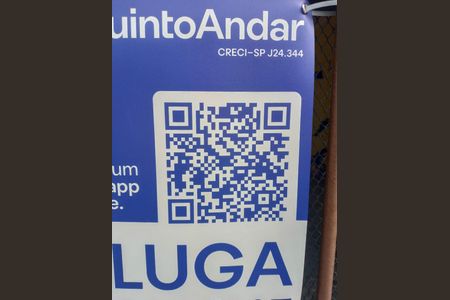 uintoAndar
CRECI-SP J24.344
um
app
e.
LUGA